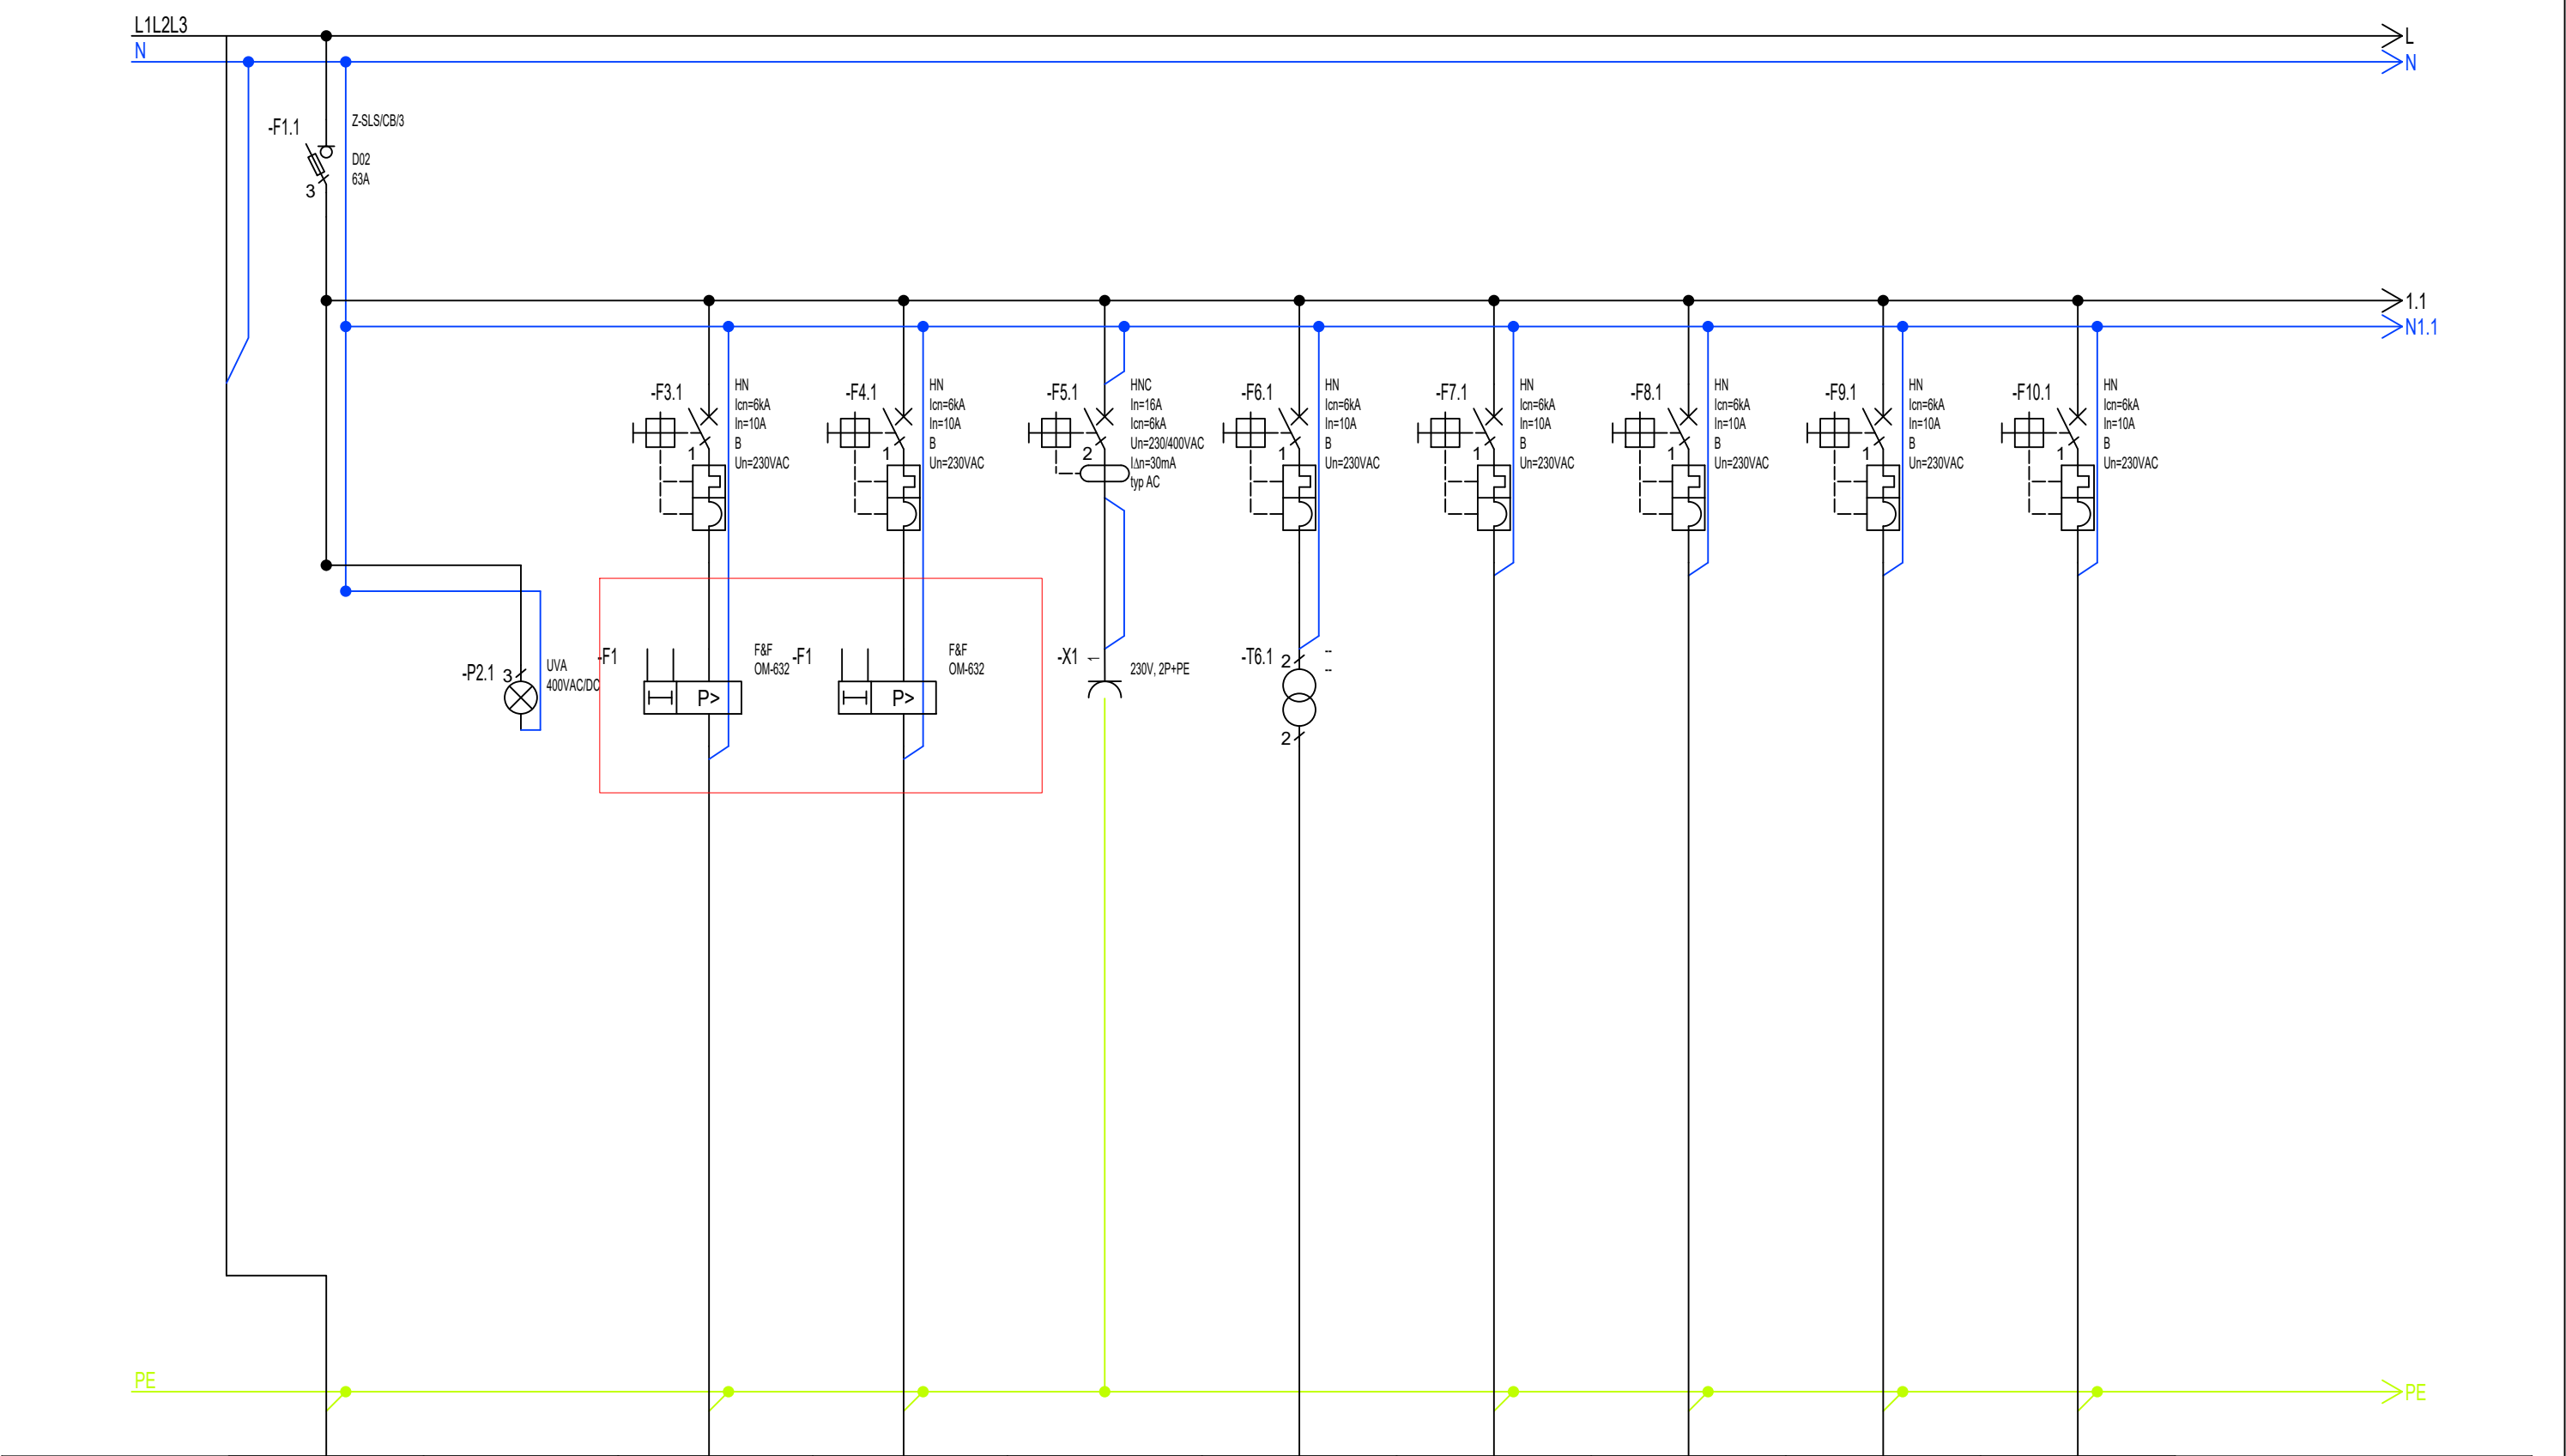 L1L2L3
L
N
N
-F1.1
Z-SLS/CB/3
D02
63A
3
1.1
N1.1
-F3.1
1
HN
Icn=6kA
In=10A
B
Un=230VAC
-F4.1
1
HN
Icn=6kA
In=10A
B
Un=230VAC
-F5.1
2
HNC
In=16A
Icn=6kA
Un=230/400VAC
IΔn=30mA
typ AC
-F6.1
1
HN
Icn=6kA
In=10A
B
Un=230VAC
-F7.1
1
HN
Icn=6kA
In=10A
B
Un=230VAC
-F8.1
1
HN
Icn=6kA
In=10A
B
Un=230VAC
-F9.1
1
HN
Icn=6kA
In=10A
B
Un=230VAC
-F10.1
1
HN
Icn=6kA
In=10A
B
Un=230VAC
-P2.1
3
UVA
400VAC/DC
-F1
P>
F&F
OM-632
-F1
P>
F&F
OM-632
-X1
1
230V, 2P+PE
-T6.1
2
--
--
2
PE
PE